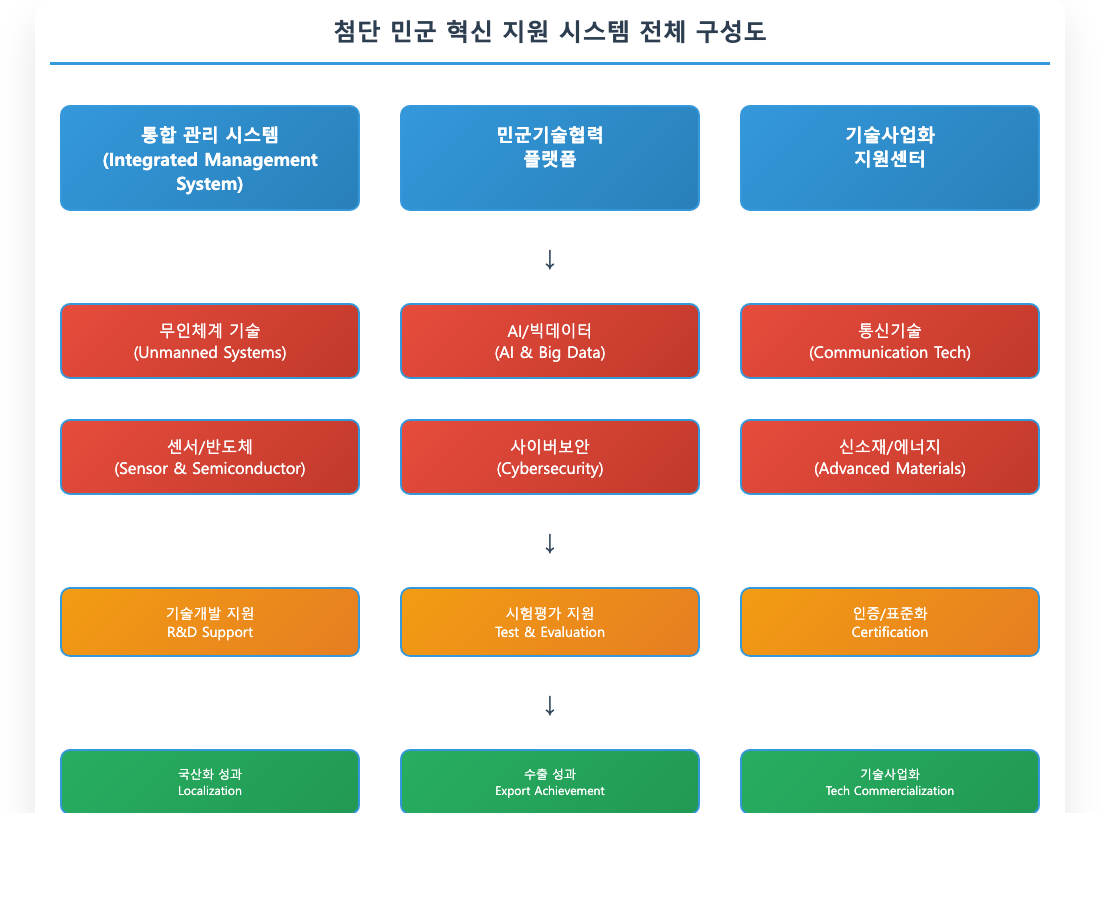 첨단 민군 혁신 지원 시스템 전체 구성도
통합 관리 시스템
(Integrated Management
System)
민군기술협력
플랫폼
기술사업화
지원센터
↓
무인체계 기술
(Unmanned Systems)
AI/빅데이터
(AI & Big Data)
통신기술
(Communication Tech)
센서/반도체
(Sensor & Semiconductor)
사이버보안
(Cybersecurity)
신소재/에너지
(Advanced Materials)
↓
기술개발 지원
R&D Support
시험평가 지원
Test & Evaluation
인증/표준화
Certification
↓
국산화 성과
Localization
수출 성과
Export Achievement
기술사업화
Tech Commercialization